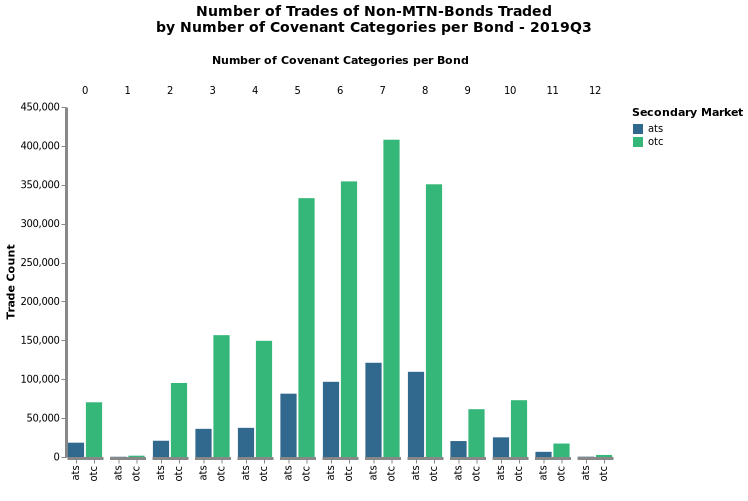 Number of Trades of Non-MTN-Bonds Traded
by Number of Covenant Categories per Bond - 2019Q3
Number of Covenant Categories per Bond
0 1 2 3 4 5 6 7 8 9 10 11 12
Secondary Market
ats
otc
Trade Count
450,000
400,000
350,000
300,000
250,000
200,000
150,000
100,000
50,000
0
ats otc ats otc ats otc ats otc ats otc ats otc ats otc ats otc ats otc ats otc ats otc ats otc ats otc